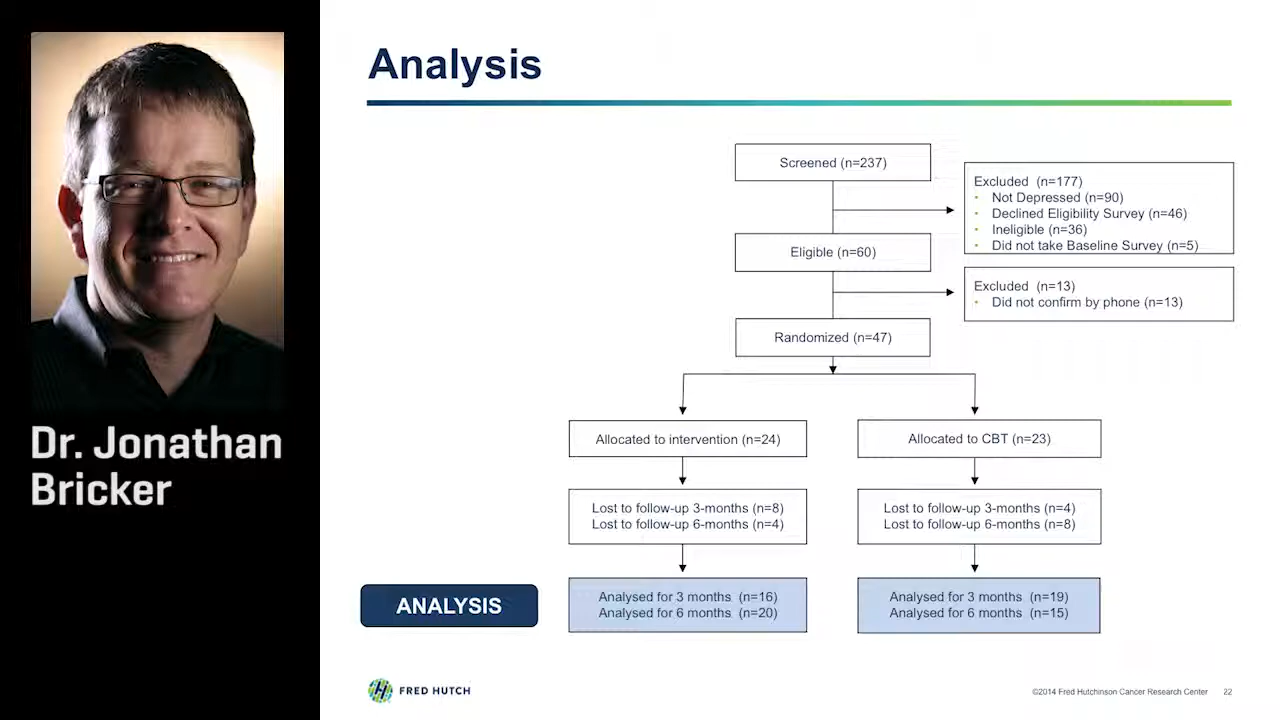 Dr. Jonathan
Bricker
Analysis
Screened (n=237)
Excluded (n=177)
• Not Depressed (n=90)
• Declined Eligibility Survey (n=46)
• Ineligible (n=36)
• Did not take Baseline Survey (n=5)
Eligible (n=60)
Excluded (n=13)
• Did not confirm by phone (n=13)
Randomized (n=47)
Allocated to intervention (n=24)
Allocated to CBT (n=23)
Lost to follow-up 3-months (n=8)
Lost to follow-up 6-months (n=4)
Lost to follow-up 3-months (n=4)
Lost to follow-up 6-months (n=8)
ANALYSIS
Analysed for 3 months (n=16)
Analysed for 6 months (n=20)
Analysed for 3 months (n=19)
Analysed for 6 months (n=15)
FRED HUTCH
©2014 Fred Hutchinson Cancer Research Center 22